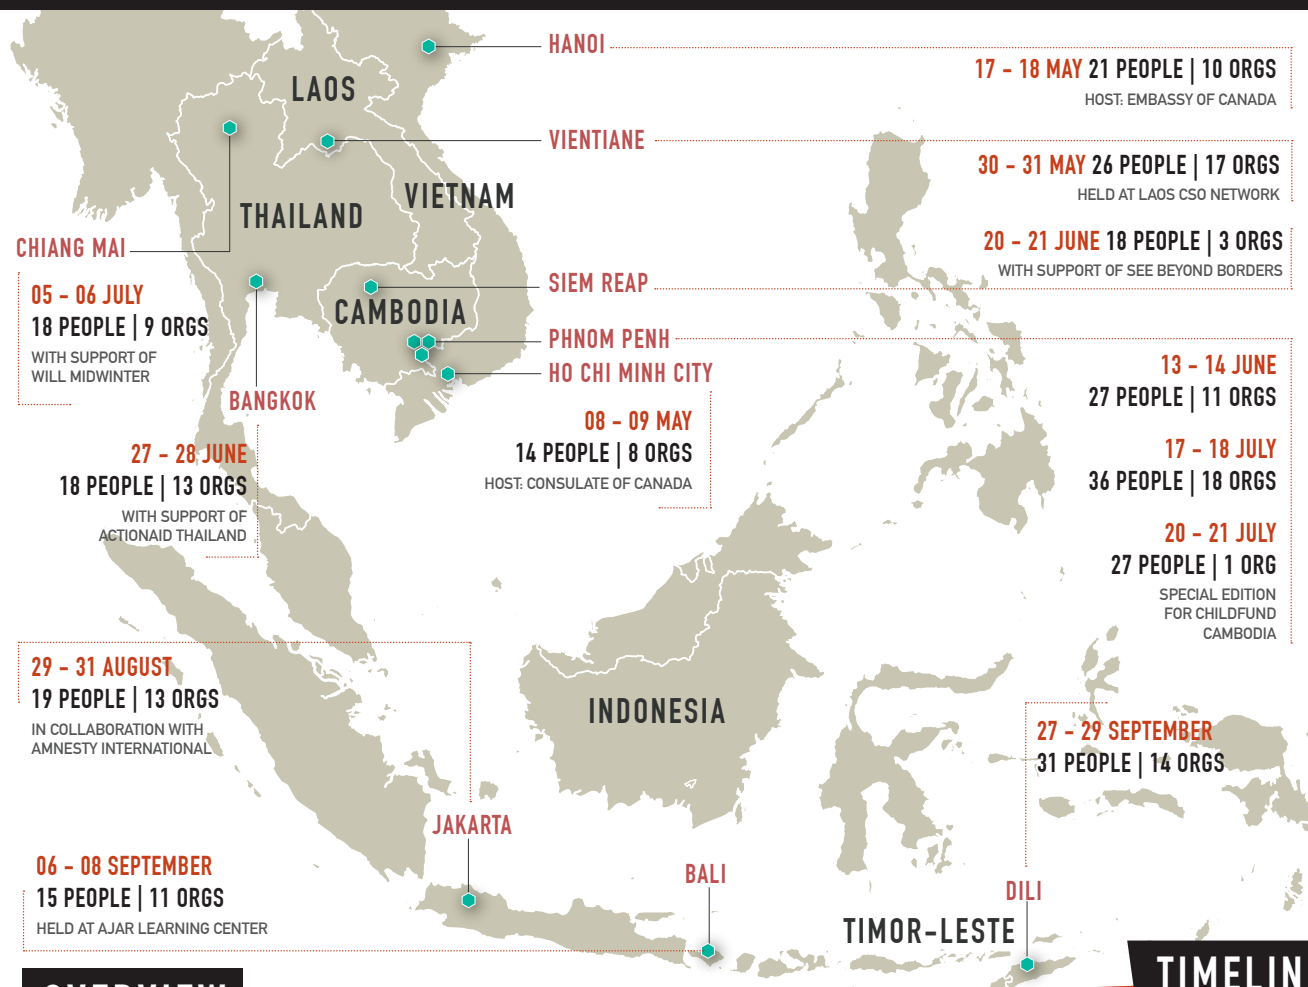 HANOI
17 - 18 MAY 21 PEOPLE | 10 ORGS
HOST: EMBASSY OF CANADA
LAOS
VIENTIANE
30 - 31 MAY 26 PEOPLE | 17 ORGS
HELD AT LAOS CSO NETWORK
VIETNAM
THAILAND
CHIANG MAI
05 - 06 JULY
18 PEOPLE | 9 ORGS
WITH SUPPORT OF
WILL MIDWINTER
20 - 21 JUNE 18 PEOPLE | 3 ORGS
WITH SUPPORT OF SEE BEYOND BORDERS
SIEM REAP
CAMBODIA
PHNOM PENH
13 - 14 JUNE
27 PEOPLE | 11 ORGS
17 - 18 JULY
36 PEOPLE | 18 ORGS
20 - 21 JULY
27 PEOPLE | 1 ORG
SPECIAL EDITION
FOR CHILDFUND
CAMBODIA
HO CHI MINH CITY
08 - 09 MAY
14 PEOPLE | 8 ORGS
HOST: CONSULATE OF CANADA
BANGKOK
27 - 28 JUNE
18 PEOPLE | 13 ORGS
WITH SUPPORT OF
ACTIONAID THAILAND
29 - 31 AUGUST
19 PEOPLE | 13 ORGS
IN COLLABORATION WITH
AMNESTY INTERNATIONAL
INDONESIA
27 - 29 SEPTEMBER
31 PEOPLE | 14 ORGS
JAKARTA
06 - 08 SEPTEMBER
15 PEOPLE | 11 ORGS
HELD AT AJAR LEARNING CENTER
BALI
DILI
TIMOR-LESTE
OVERVIEW
TIMELIN